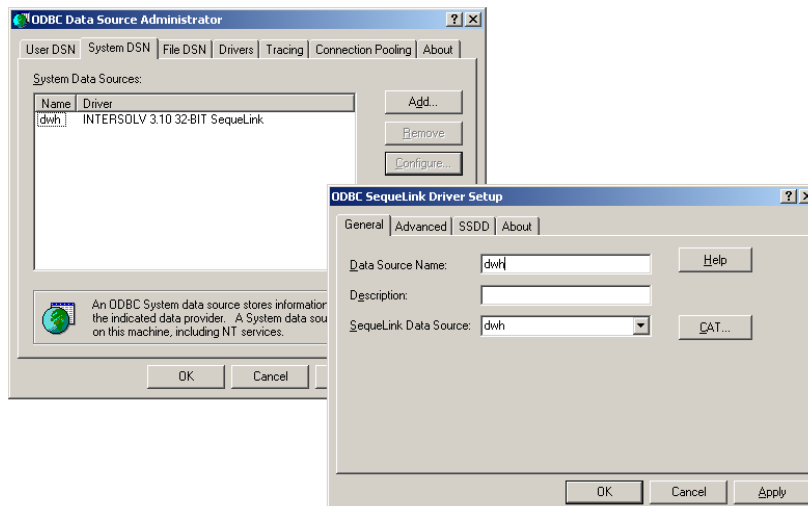 ODBC Data Source Administrator
User DSN System DSN File DSN Drivers Tracing Connection Pooling About
System Data Sources:
Name Driver
dwh INTERSOLV 3.10 32-BIT SequeLink
Add...
Remove
Configure...
An ODBC System data source stores information
the indicated data provider. A System data sou
on this machine, including NT services.
OK Cancel
ODBC SequeLink Driver Setup
General Advanced SSDD About
Data Source Name: dwh Help
Description:
SequeLink Data Source: dwh CAT...
OK Cancel Apply